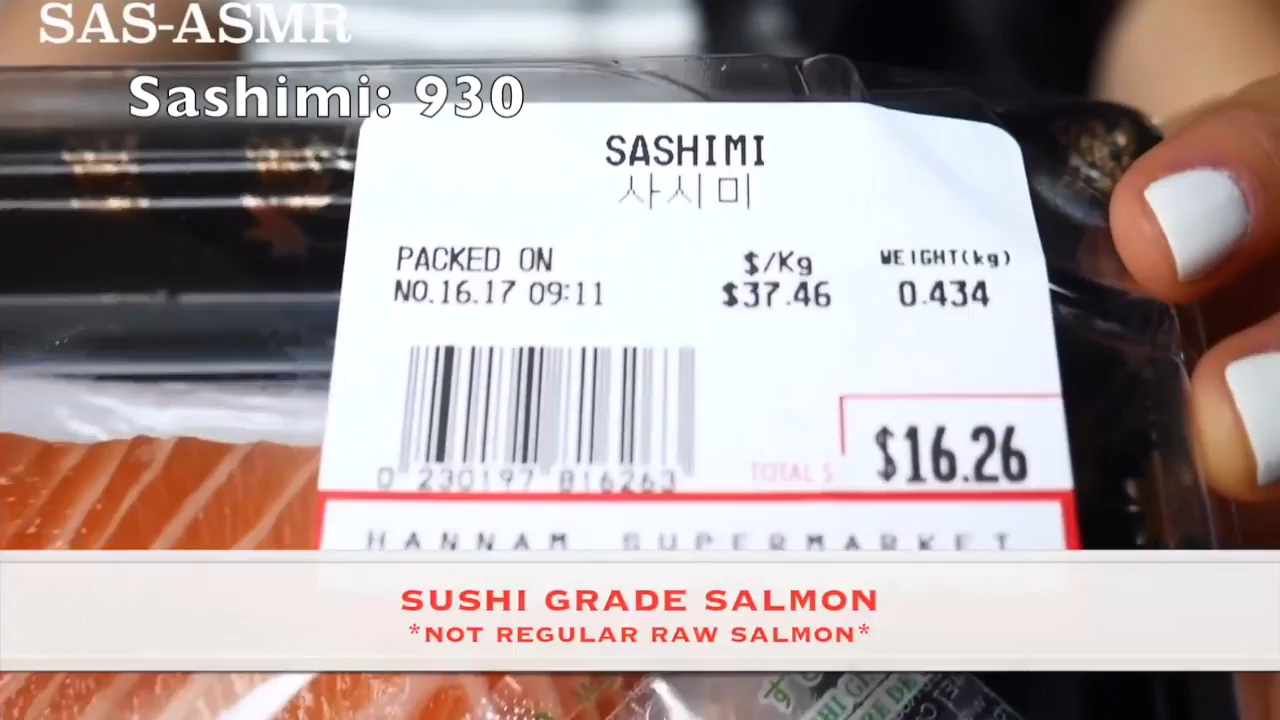 SAS-ASMR
Sashimi: 930
SASHIMI
사시미
PACKED ON
NO.16.17 09:11
$/Kg
$37.46
WEIGHT(kg)
0.434
0 230197 816263
TOTAL $
$16.26
HANNAM SUPERMARKET
SUSHI GRADE SALMON
*NOT REGULAR RAW SALMON*